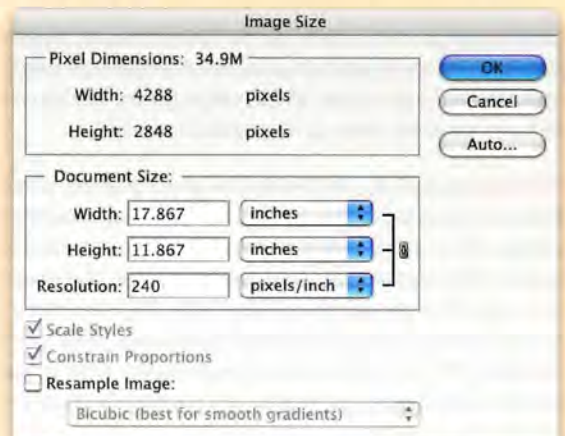 Image Size
Pixel Dimensions: 34.9M
Width: 4288 pixels
Height: 2848 pixels
OK
Cancel
Auto...
Document Size:
Width: 17.867 inches
Height: 11.867 inches
Resolution: 240 pixels/inch
Scale Styles
Constrain Proportions
Resample Image:
Bicubic (best for smooth gradients)